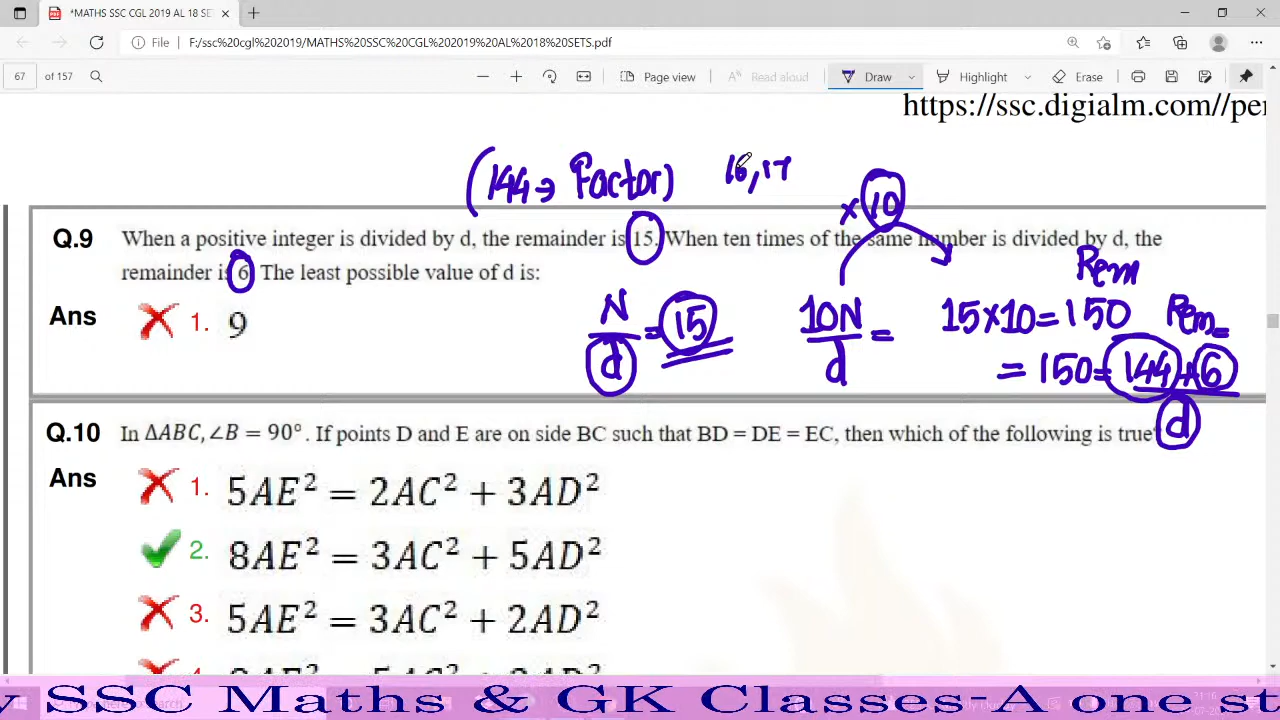 *MATHS SSC CGL 2019 AL 18 SET
File F:/ssc%20cgl%202019/MATHS%20SSC%20CGL%202019%20AL%2018%20SETS.pdf
67 of 157 Page view Read aloud Draw Highlight Erase
https://ssc.digialm.com//per
(144→ Factor) 16,17
×10
Q.9 When a positive integer is divided by d, the remainder is 15. When ten times of the same number is divided by d, the
remainder is 6. The least possible value of d is:
Rem
Ans 1. 9
N/d = 15 10N/d = 15×10=150 Rem
= 150= 144+6/d
Q.10 In ΔABC, ∠B = 90°. If points D and E are on side BC such that BD = DE = EC, then which of the following is true
Ans 1. 5AE² = 2AC² + 3AD²
2. 8AE² = 3AC² + 5AD²
3. 5AE² = 3AC² + 2AD²
y SSC Maths & GK Classes-A one st